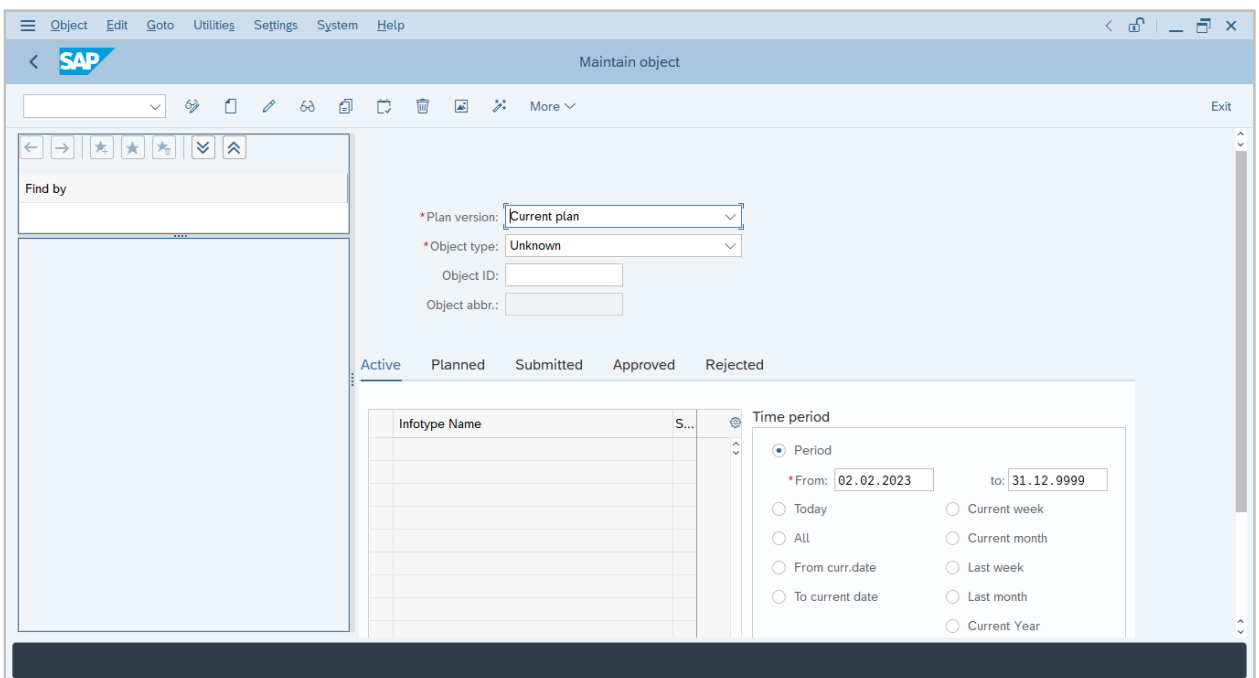 Object Edit Goto Utilities Settings System Help
SAP Maintain object
More Exit
Find by
*Plan version: Current plan
*Object type: Unknown
Object ID:
Object abbr.:
Active Planned Submitted Approved Rejected
Infotype Name S...
Time period
Period
*From: 02.02.2023 to: 31.12.9999
Today Current week
All Current month
From curr.date Last week
To current date Last month
Current Year